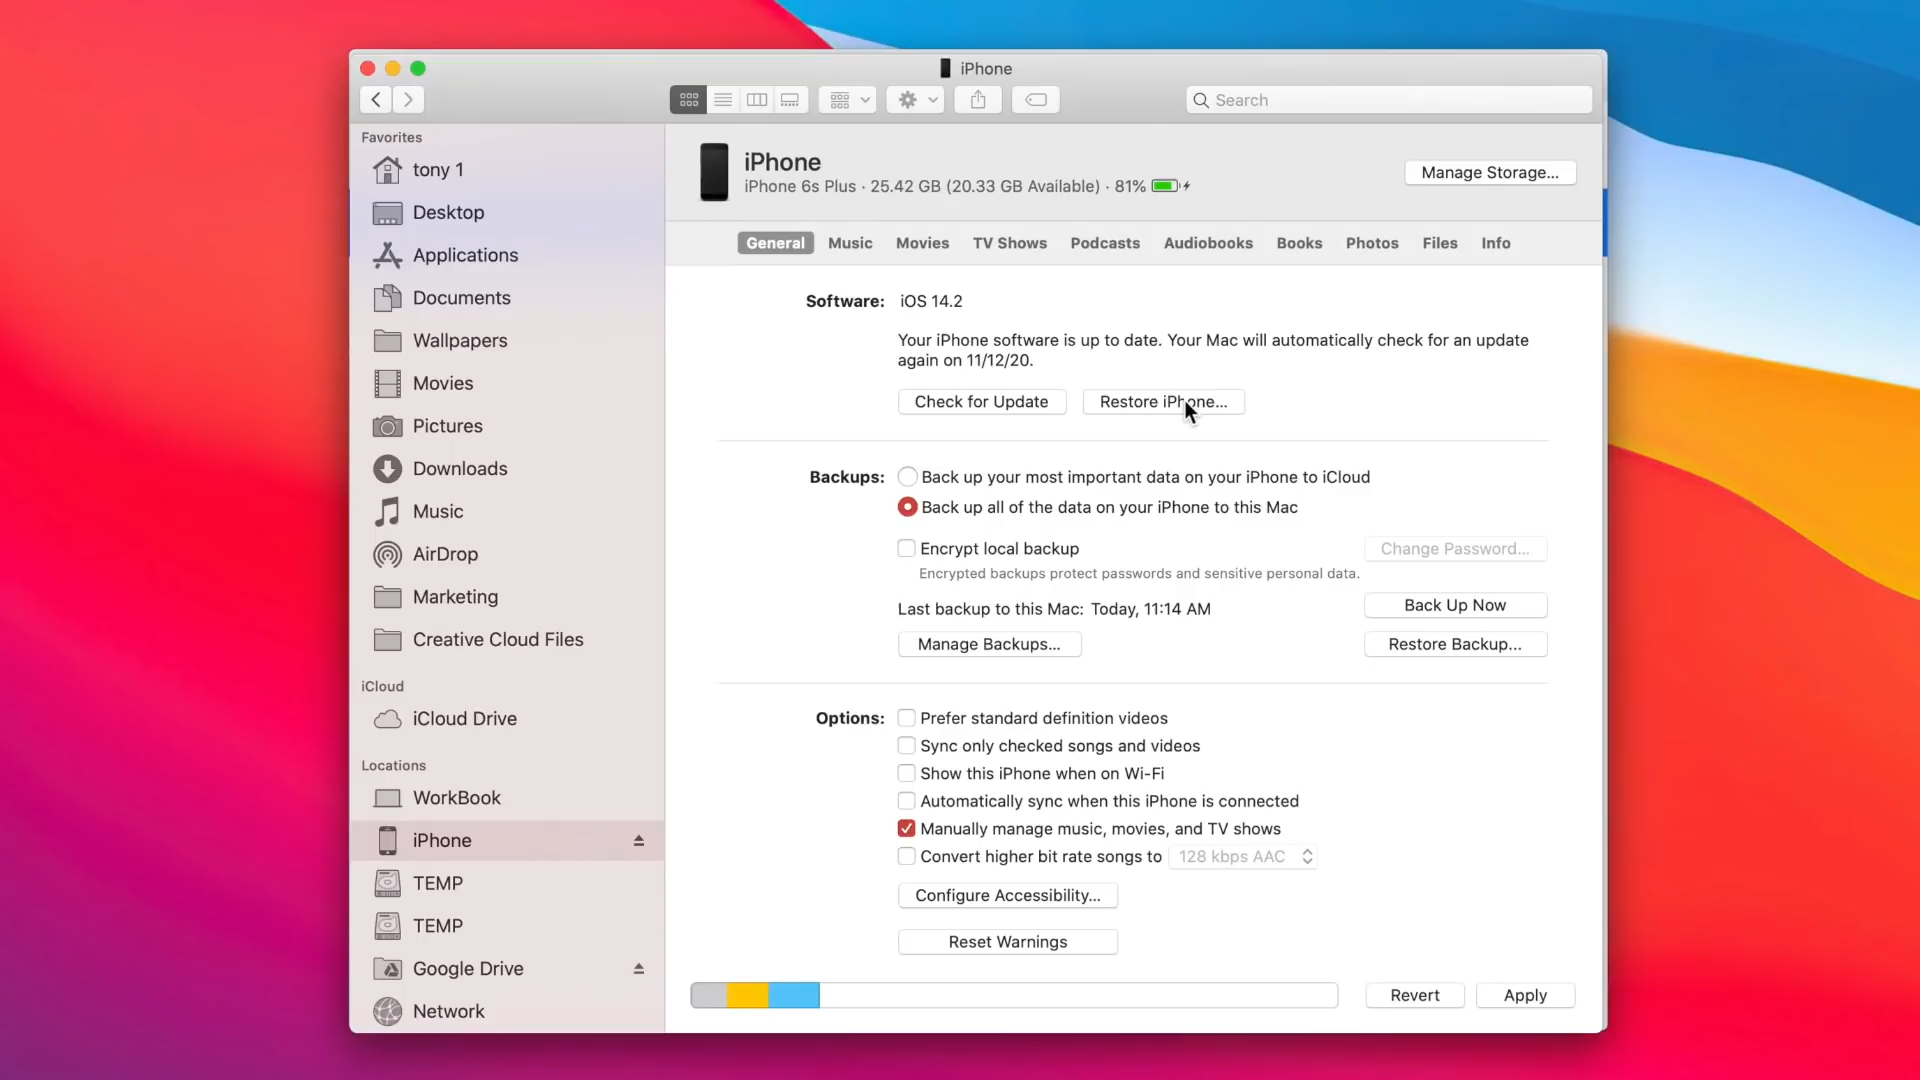 iPhone
Search
Favorites
tony 1
Desktop
Applications
Documents
Wallpapers
Movies
Pictures
Downloads
Music
AirDrop
Marketing
Creative Cloud Files
iCloud
iCloud Drive
Locations
WorkBook
iPhone
TEMP
TEMP
Google Drive
Network
iPhone
iPhone 6s Plus · 25.42 GB (20.33 GB Available) · 81%
Manage Storage...
General Music Movies TV Shows Podcasts Audiobooks Books Photos Files Info
Software: iOS 14.2
Your iPhone software is up to date. Your Mac will automatically check for an update
again on 11/12/20.
Check for Update Restore iPhone...
Backups: Back up your most important data on your iPhone to iCloud
Back up all of the data on your iPhone to this Mac
Encrypt local backup Change Password...
Encrypted backups protect passwords and sensitive personal data.
Last backup to this Mac: Today, 11:14 AM Back Up Now
Manage Backups... Restore Backup...
Options: Prefer standard definition videos
Sync only checked songs and videos
Show this iPhone when on Wi-Fi
Automatically sync when this iPhone is connected
Manually manage music, movies, and TV shows
Convert higher bit rate songs to 128 kbps AAC
Configure Accessibility...
Reset Warnings
Revert Apply